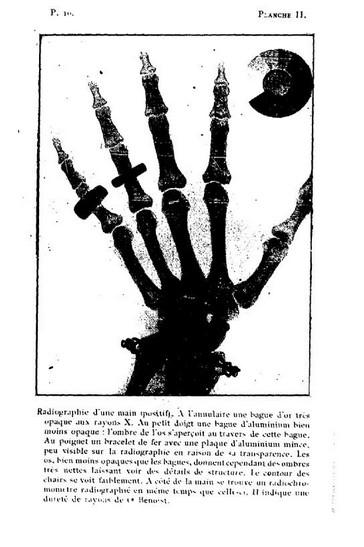 P. 10.
PLANCHE II.
Radiographie d'une main (positif). A l'annulaire une bague d'or très
opaque aux rayons X. Au petit doigt une bague d'aluminium bien
moins opaque : l'ombre de l'os s'aperçoit au travers de cette bague.
Au poignet un bracelet de fer avec une plaque d'aluminium mince,
peu visible sur la radiographie en raison de sa transparence. Les
os, bien moins opaques que les bagues, donnent cependant des ombres
très nettes laissant voir des détails de structure. Le contour des
chairs se voit faiblement. A côté de la main se trouve un radiochro-
momètre radiographié en même temps que celle-ci. Il indique une
dureté de rayons de Benoist.